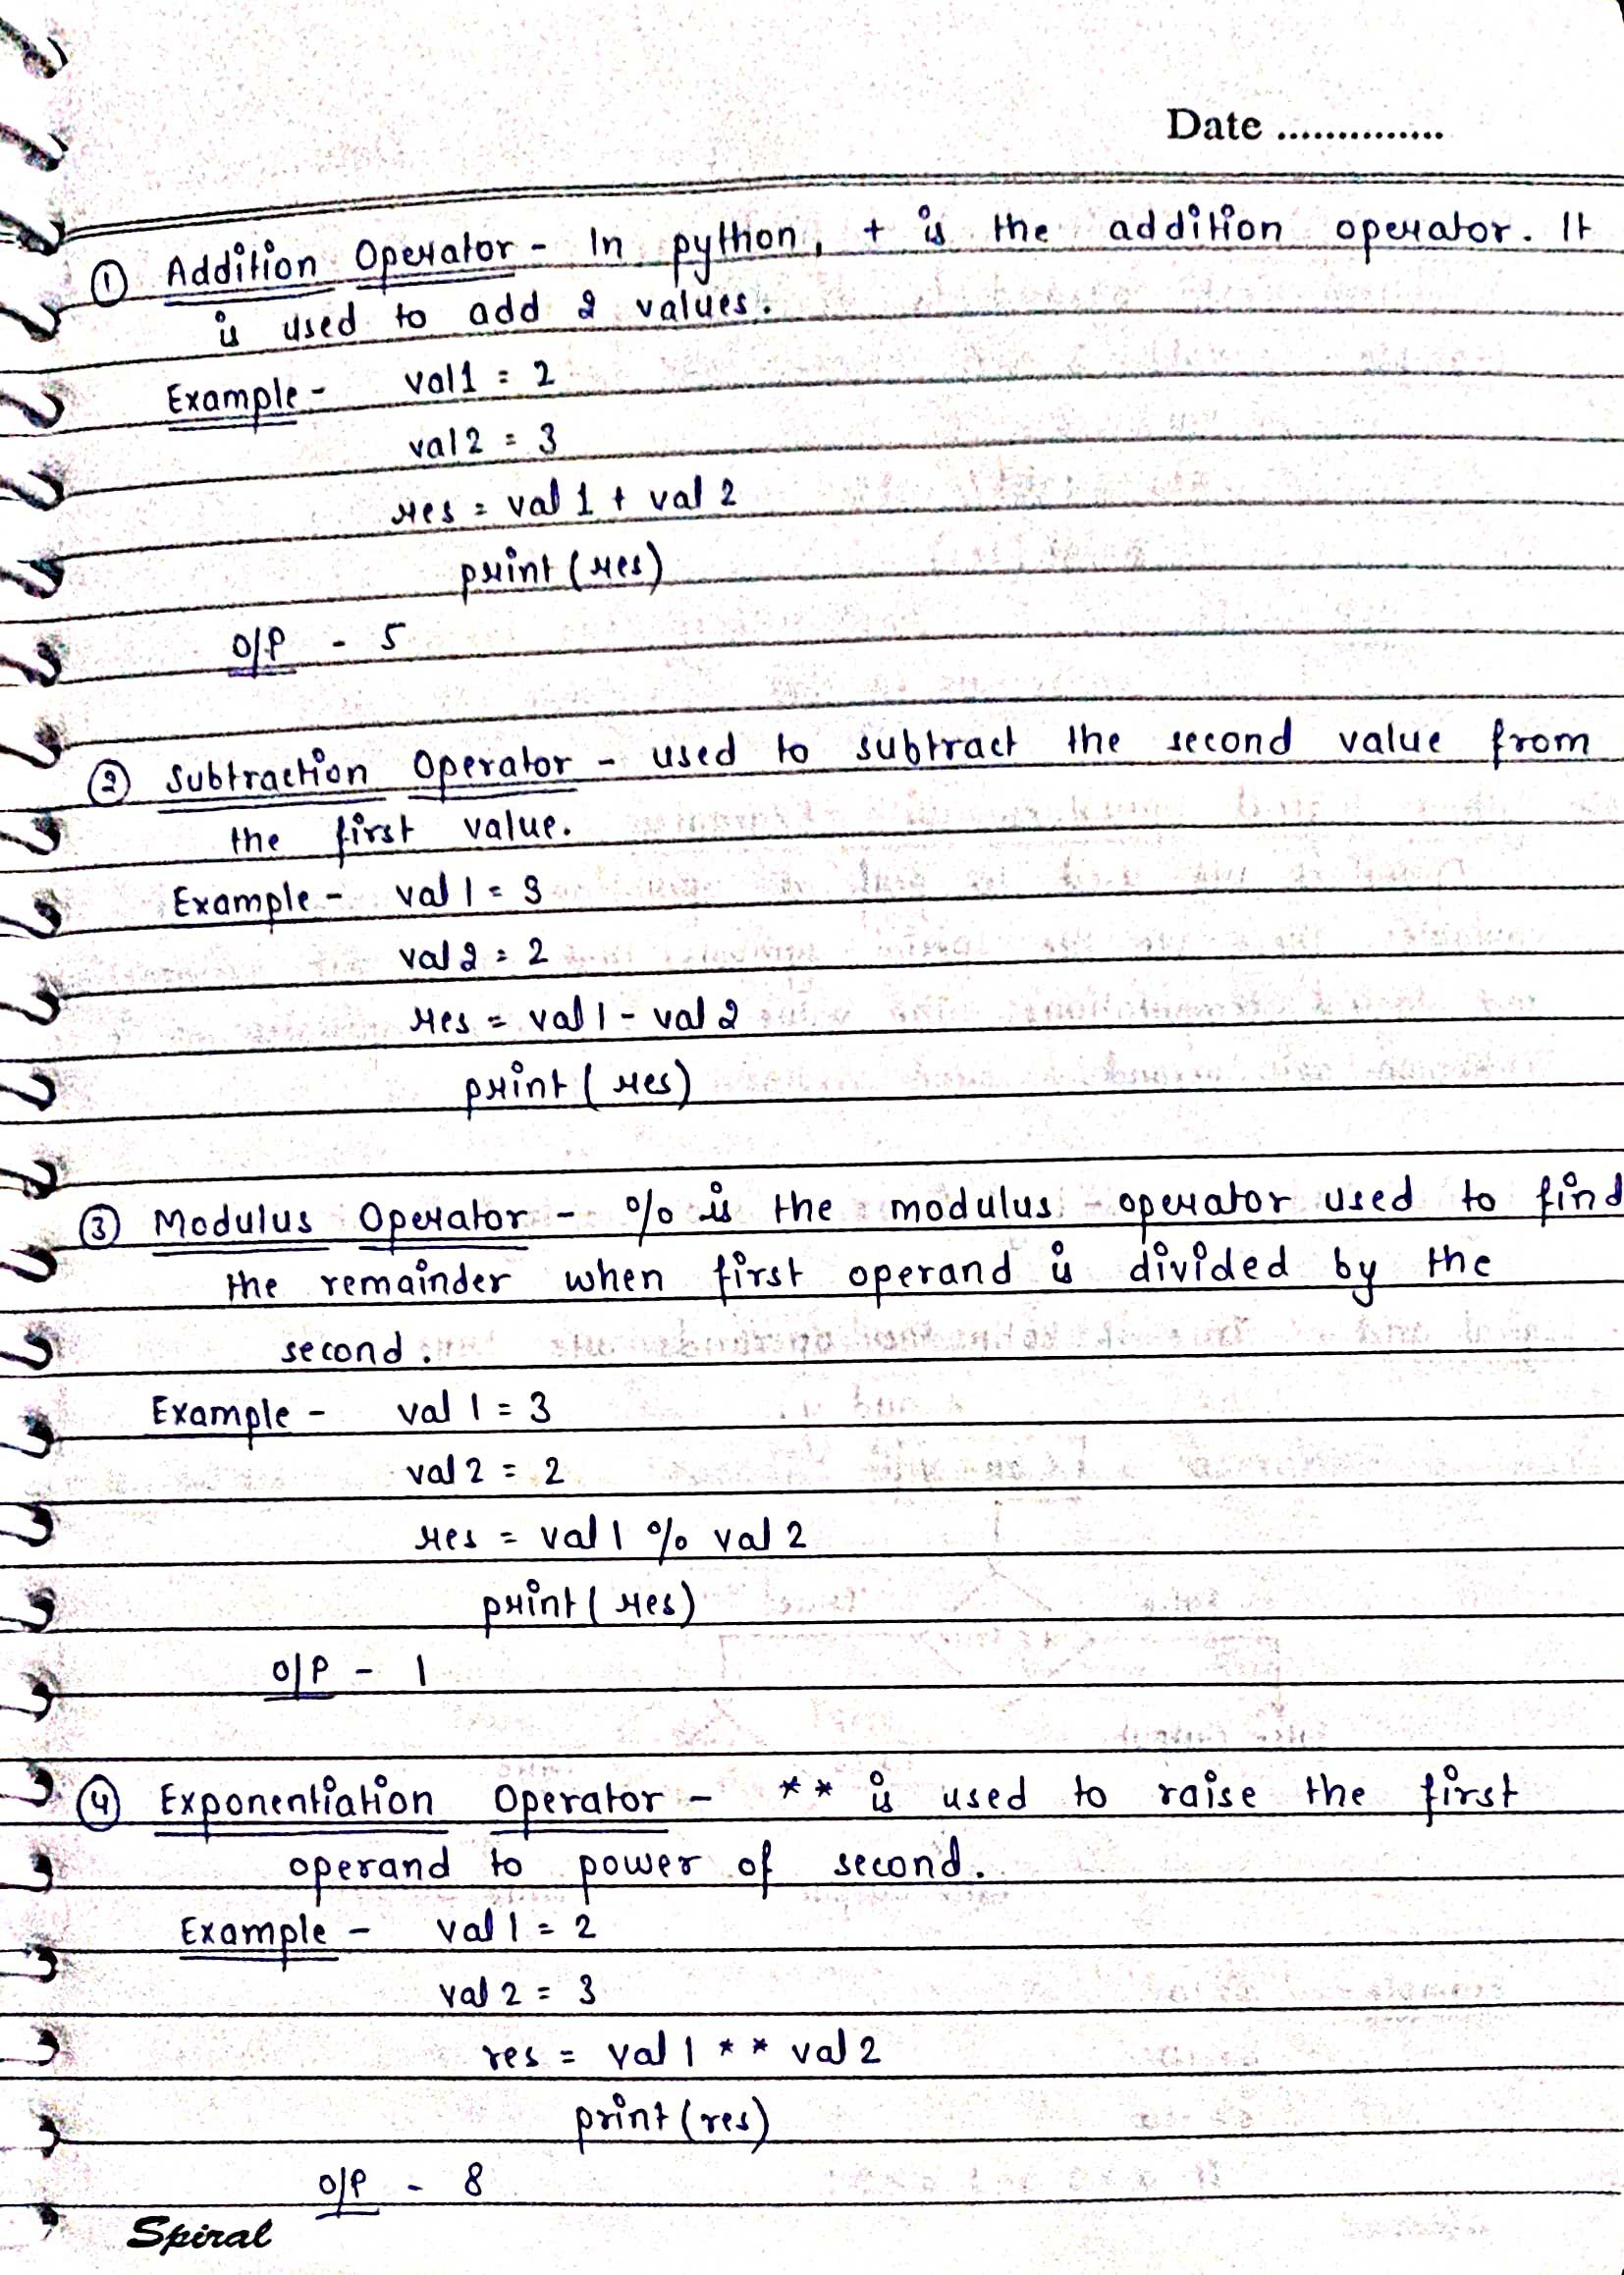 Date ..............
① Addition Operator - In python, + is the addition operator. It
is used to add 2 values.
Example - val1 = 2
val2 = 3
res = val 1 + val 2
print (res)
O/P - 5
② Subtraction Operator - used to subtract the second value from
the first value.
Example - val 1 = 3
val 2 = 2
res = val 1 - val 2
print ( res)
③ Modulus Operator - % is the modulus operator used to find
the remainder when first operand is divided by the
second.
Example - val 1 = 3
val 2 = 2
res = val 1 % val 2
print ( res)
O/P - 1
④ Exponentiation Operator - ** is used to raise the first
operand to power of second.
Example - val 1 = 2
val 2 = 3
res = val 1 ** val 2
print (res)
O/P - 8
Spiral